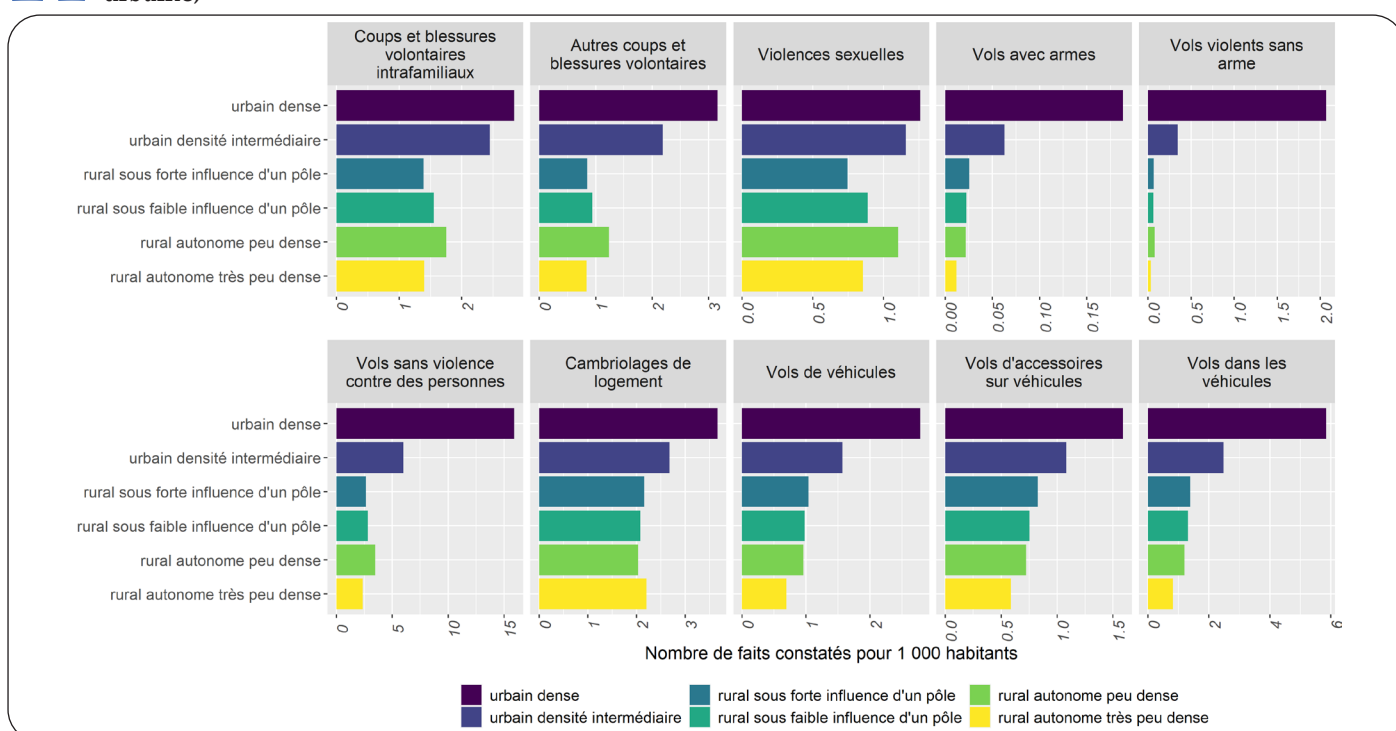 urbaine)
Coups et blessures
volontaires
intrafamiliaux
Autres coups et
blessures volontaires
Violences sexuelles
Vols avec armes
Vols violents sans
arme
urbain dense
urbain densité intermédiaire
rural sous forte influence d'un pôle
rural sous faible influence d'un pôle
rural autonome peu dense
rural autonome très peu dense
0 1 2
0 1 2 3
0.0 0.5 1.0
0.00 0.05 0.10 0.15
0.0 0.5 1.0 1.5 2.0
Vols sans violence
contre des personnes
Cambriolages de
logement
Vols de véhicules
Vols d'accessoires
sur véhicules
Vols dans les
véhicules
urbain dense
urbain densité intermédiaire
rural sous forte influence d'un pôle
rural sous faible influence d'un pôle
rural autonome peu dense
rural autonome très peu dense
0 5 10 15
0 1 2 3
0 1 2
0.0 0.5 1.0 1.5
0 2 4 6
Nombre de faits constatés pour 1 000 habitants
urbain dense
urbain densité intermédiaire
rural sous forte influence d'un pôle
rural sous faible influence d'un pôle
rural autonome peu dense
rural autonome très peu dense